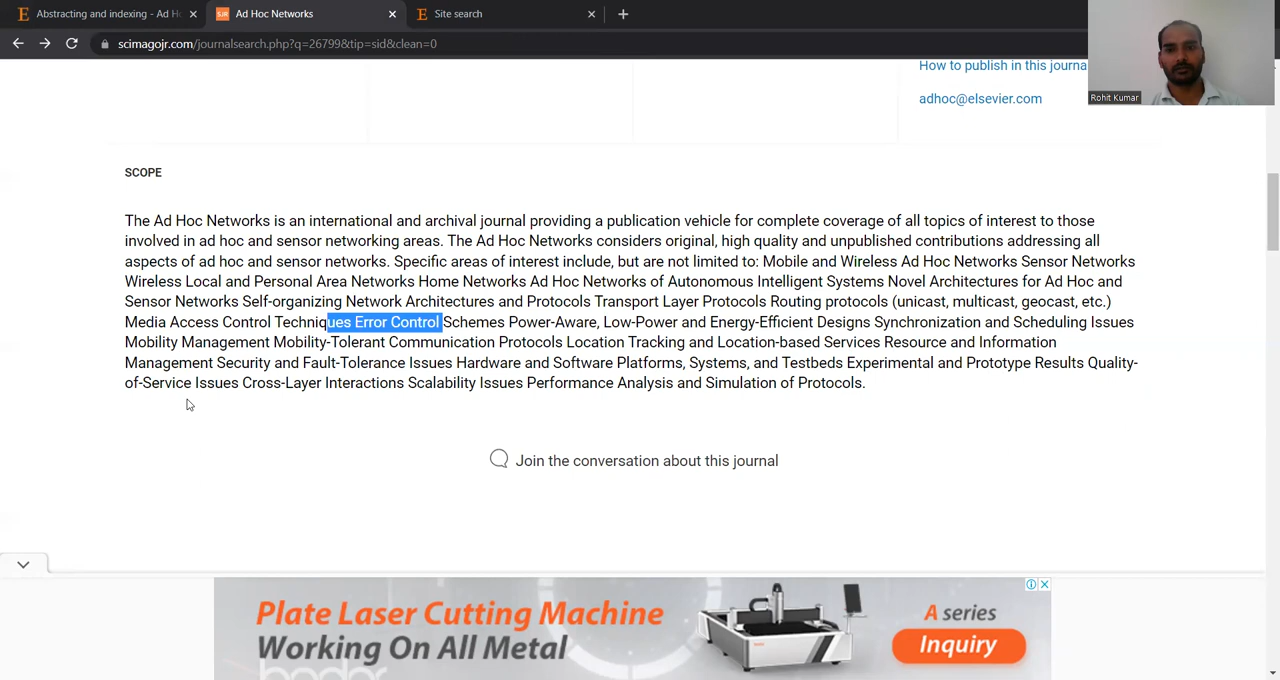 Abstracting and indexing - Ad H
Ad Hoc Networks
Site search
scimagojr.com/journalsearch.php?q=26799&tip=sid&clean=0
How to publish in this journa
adhoc@elsevier.com
Rohit Kumar
SCOPE
The Ad Hoc Networks is an international and archival journal providing a publication vehicle for complete coverage of all topics of interest to those
involved in ad hoc and sensor networking areas. The Ad Hoc Networks considers original, high quality and unpublished contributions addressing all
aspects of ad hoc and sensor networks. Specific areas of interest include, but are not limited to: Mobile and Wireless Ad Hoc Networks Sensor Networks
Wireless Local and Personal Area Networks Home Networks Ad Hoc Networks of Autonomous Intelligent Systems Novel Architectures for Ad Hoc and
Sensor Networks Self-organizing Network Architectures and Protocols Transport Layer Protocols Routing protocols (unicast, multicast, geocast, etc.)
Media Access Control Techniques Error Control Schemes Power-Aware, Low-Power and Energy-Efficient Designs Synchronization and Scheduling Issues
Mobility Management Mobility-Tolerant Communication Protocols Location Tracking and Location-based Services Resource and Information
Management Security and Fault-Tolerance Issues Hardware and Software Platforms, Systems, and Testbeds Experimental and Prototype Results Quality-
of-Service Issues Cross-Layer Interactions Scalability Issues Performance Analysis and Simulation of Protocols.
Join the conversation about this journal
Plate Laser Cutting Machine
Working On All Metal
A series
Inquiry